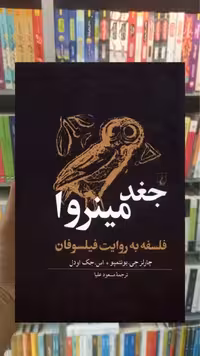 جغد
مینروا
فلسفه به روایت فیلسوفان
چارلز جی. بونتمپو • اس. جک اودل
ترجمهٔ مسعود علیا